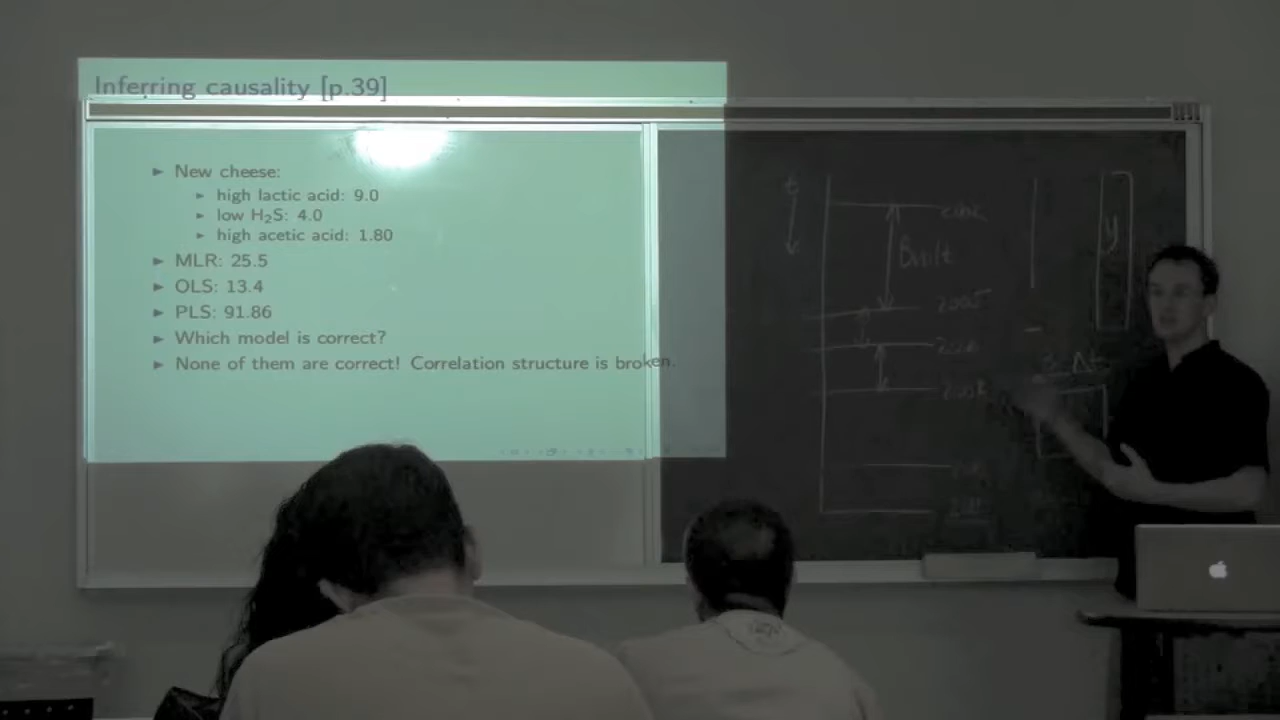 Inferring causality [p.39]
► New cheese:
► high lactic acid: 9.0
► low H₂S: 4.0
► high acetic acid: 1.80
► MLR: 25.5
► OLS: 13.4
► PLS: 91.86
► Which model is correct?
► None of them are correct! Correlation structure is broken.
t
Built
y